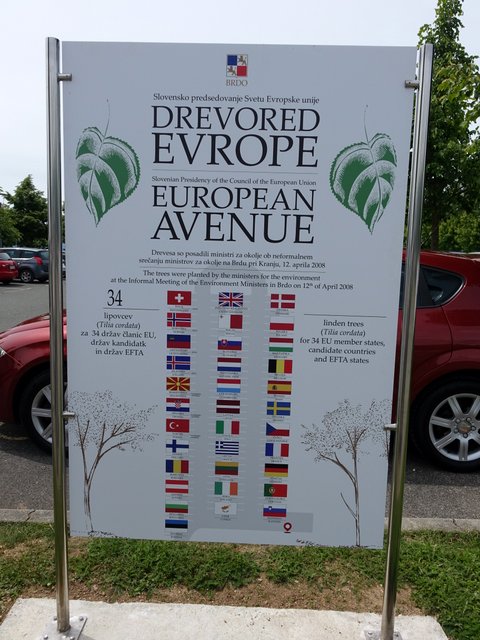 BRDO
Slovensko predsedovanje Svetu Evropske unije
DREVORED
EVROPE
Slovenian Presidency of the Council of the European Union
EUROPEAN
AVENUE
Drevesa so posadili ministri za okolje ob neformalnem
srečanju ministrov za okolje na Brdu pri Kranju, 12. aprila 2008
The trees were planted by the ministers for the environment
at the Informal Meeting of the Environment Ministers in Brdo on 12th of April 2008
34
lipovcev
(Tilia cordata)
za 34 držav članic EU,
držav kandidatk
in držav EFTA
linden trees
(Tilia cordata)
for 34 EU member states,
candidate countries
and EFTA states